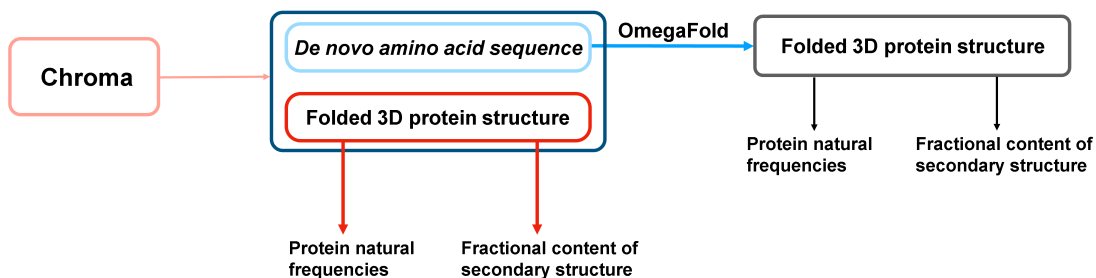 Chroma
De novo amino acid sequence
Folded 3D protein structure
Protein natural
frequencies
Fractional content of
secondary structure
OmegaFold
Folded 3D protein structure
Protein natural
frequencies
Fractional content of
secondary structure